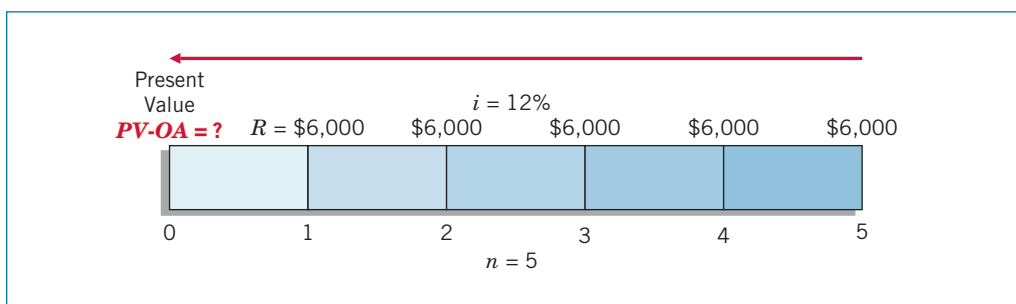 Present
Value
i = 12%
PV-OA = ? R = $6,000 $6,000 $6,000 $6,000 $6,000
0 1 2 3 4 5
n = 5